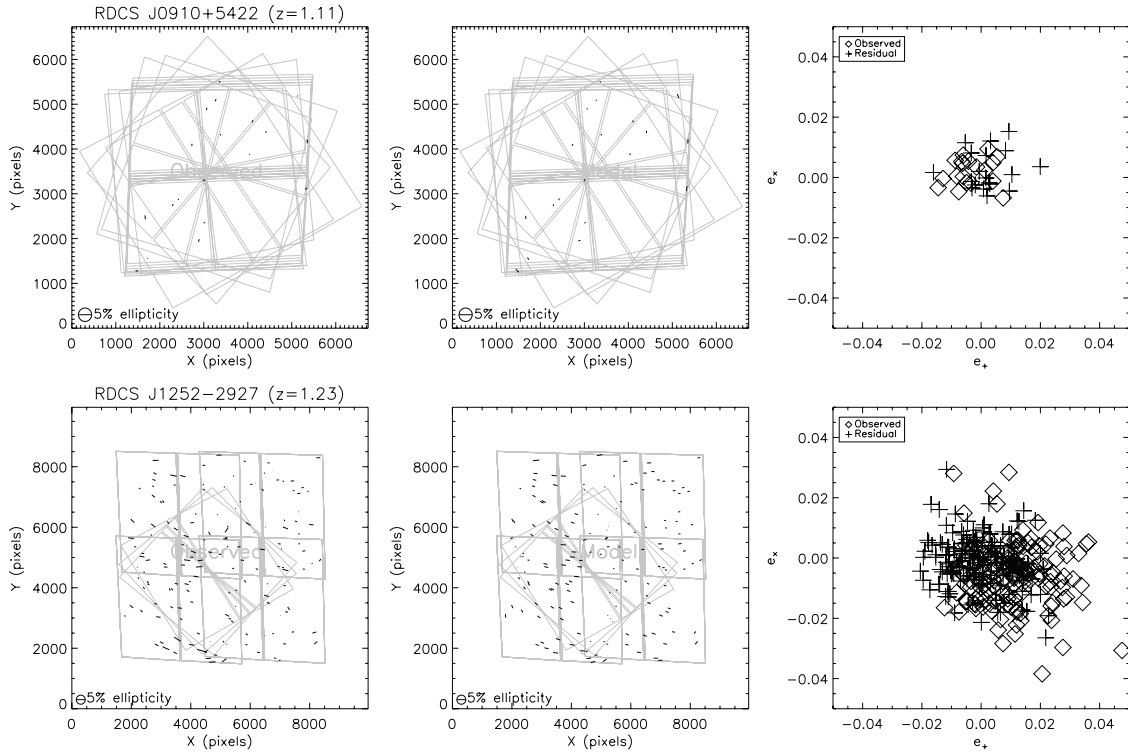 RDCS J0910+5422 (z=1.11)
6000
5000
4000
3000
2000
1000
0
Y (pixels)
Observed
5% ellipticity
0 1000 2000 3000 4000 5000 6000
X (pixels)
6000
5000
4000
3000
2000
1000
0
Y (pixels)
Model
5% ellipticity
0 1000 2000 3000 4000 5000 6000
X (pixels)
Observed
Residual
0.04
0.02
0.00
−0.02
−0.04
e×
−0.04 −0.02 0.00 0.02 0.04
e+
RDCS J1252−2927 (z=1.23)
8000
6000
4000
2000
0
Y (pixels)
Observed
5% ellipticity
0 2000 4000 6000 8000
X (pixels)
8000
6000
4000
2000
0
Y (pixels)
Model
5% ellipticity
0 2000 4000 6000 8000
X (pixels)
Observed
Residual
0.04
0.02
0.00
−0.02
−0.04
e×
−0.04 −0.02 0.00 0.02 0.04
e+